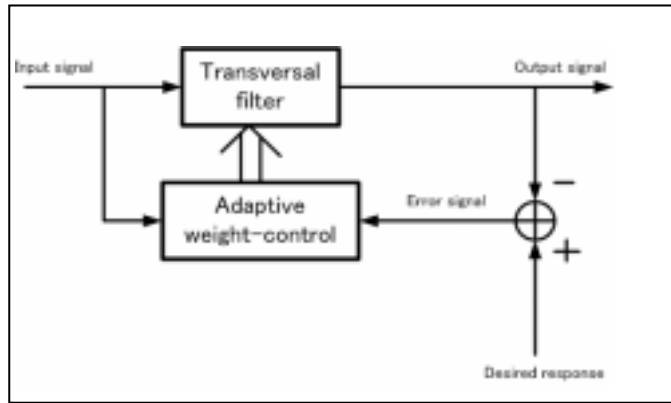 Input signal
Transversal
filter
Output signal
Adaptive
weight-control
Error signal
−
+
Desired response